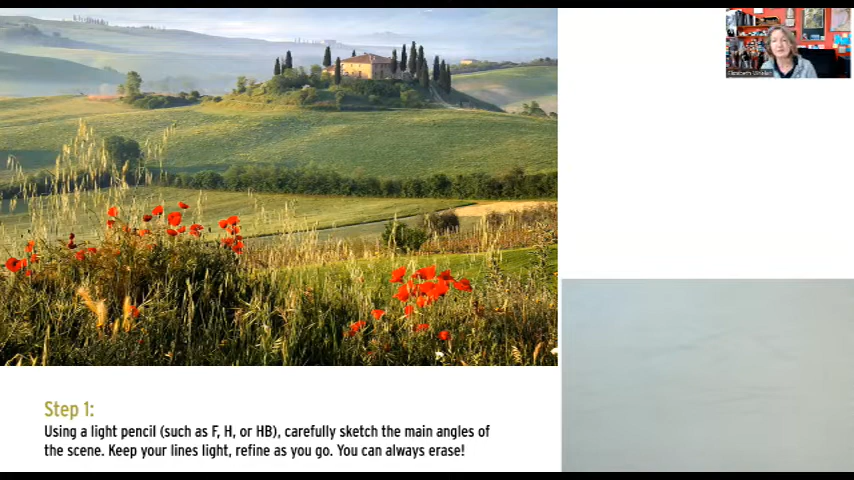 Step 1:
Using a light pencil (such as F, H, or HB), carefully sketch the main angles of
the scene. Keep your lines light, refine as you go. You can always erase!